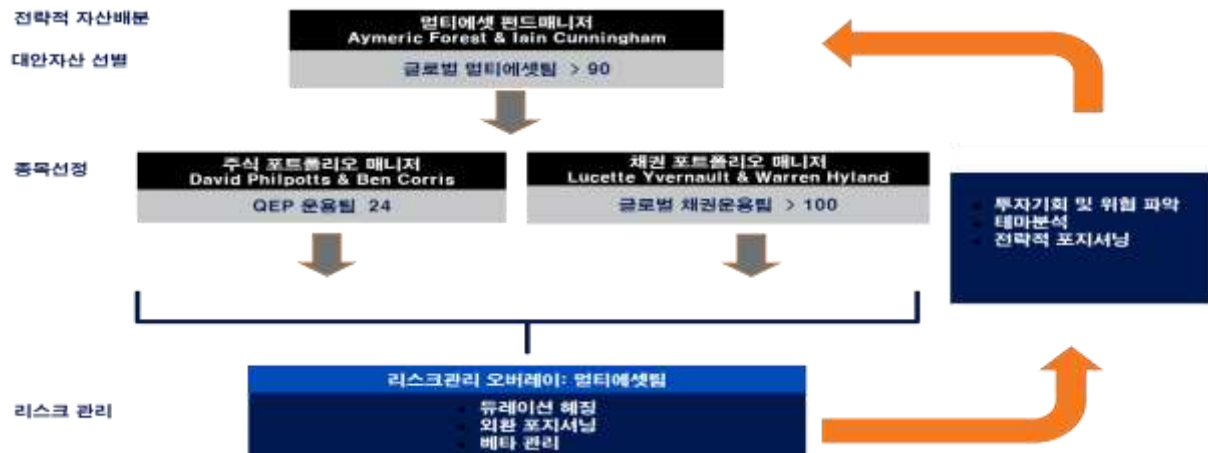 전략적 자산배분
대안자산 선별
멀티에셋 펀드매니저
Aymeric Forest & Iain Cunningham
글로벌 멀티에셋팀 > 90
종목선정
주식 포트폴리오 매니저
David Philpotts & Ben Corris
QEP 운용팀 24
채권 포트폴리오 매니저
Lucette Yvernault & Warren Hyland
글로벌 채권운용팀 > 100
투자기회 및 위험 파악
테마분석
전략적 포지셔닝
리스크 관리
리스크관리 오버레이: 멀티에셋팀
듀레이션 헤징
외환 포지셔닝
베타 관리